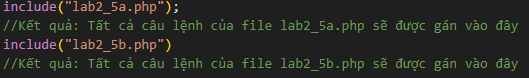 include("lab2_5a.php");
//Kết quả: Tất cả câu lệnh của file lab2_5a.php sẽ được gán vào đây
include("lab2_5b.php")
//Kết quả: Tất cả câu lệnh của file lab2_5b.php sẽ được gán vào đây